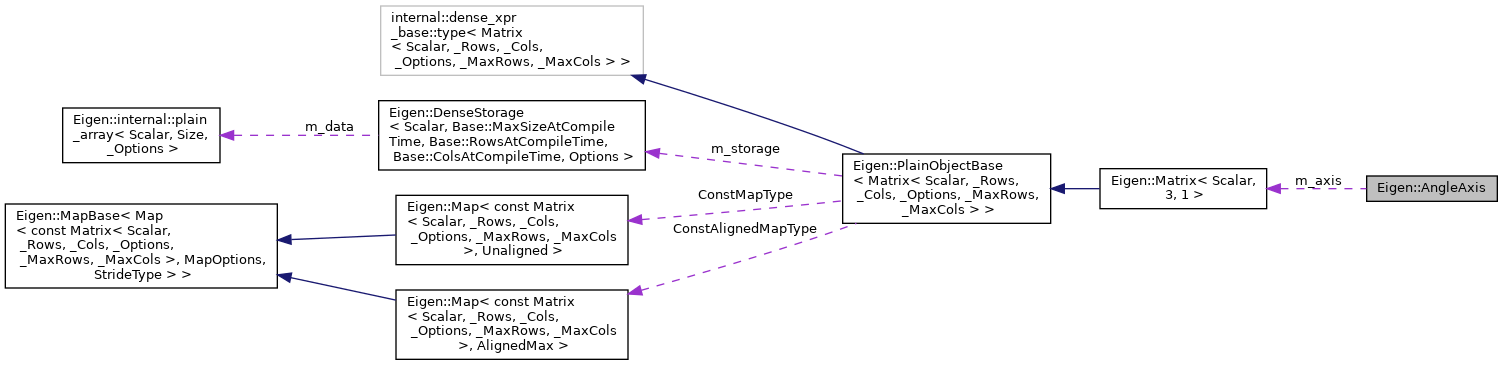 internal::dense_xpr
_base::type< Matrix
< Scalar, _Rows, _Cols,
_Options, _MaxRows, _MaxCols > >
Eigen::internal::plain
_array< Scalar, Size,
_Options >
m_data
Eigen::DenseStorage
< Scalar, Base::MaxSizeAtCompile
Time, Base::RowsAtCompileTime,
Base::ColsAtCompileTime, Options >
m_storage
Eigen::MapBase< Map
< const Matrix< Scalar,
_Rows, _Cols, _Options,
_MaxRows, _MaxCols >, MapOptions,
StrideType > >
Eigen::Map< const Matrix
< Scalar, _Rows, _Cols,
_Options, _MaxRows, _MaxCols
>, Unaligned >
ConstMapType
ConstAlignedMapType
Eigen::Map< const Matrix
< Scalar, _Rows, _Cols,
_Options, _MaxRows, _MaxCols
>, AlignedMax >
Eigen::PlainObjectBase
< Matrix< Scalar, _Rows,
_Cols, _Options, _MaxRows,
_MaxCols > >
Eigen::Matrix< Scalar,
3, 1 >
m_axis
Eigen::AngleAxis